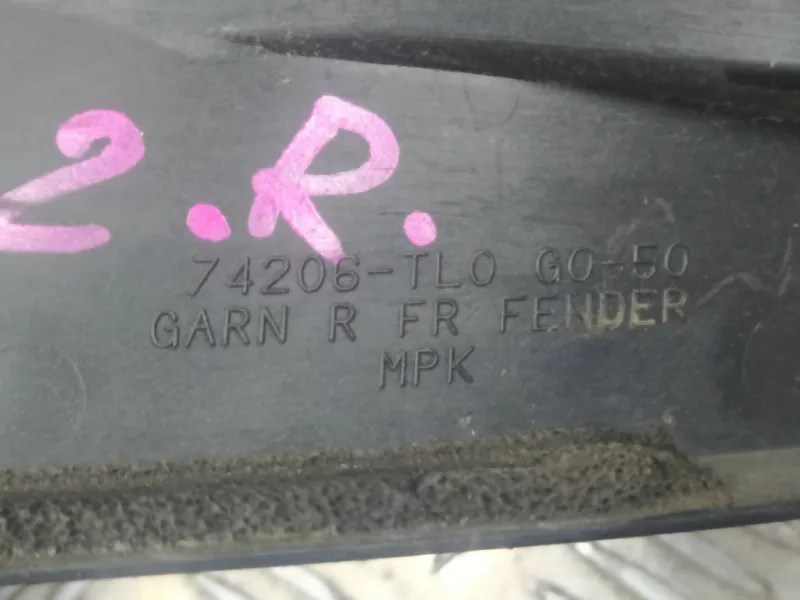 2.R.
74206-TL0 G0-50
GARN R FR FENDER
MPK